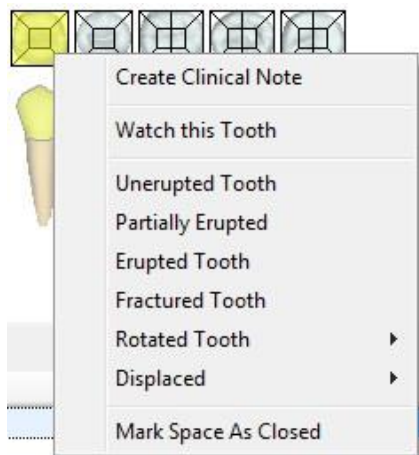 Create Clinical Note
Watch this Tooth
Unerupted Tooth
Partially Erupted
Erupted Tooth
Fractured Tooth
Rotated Tooth
Displaced
Mark Space As Closed